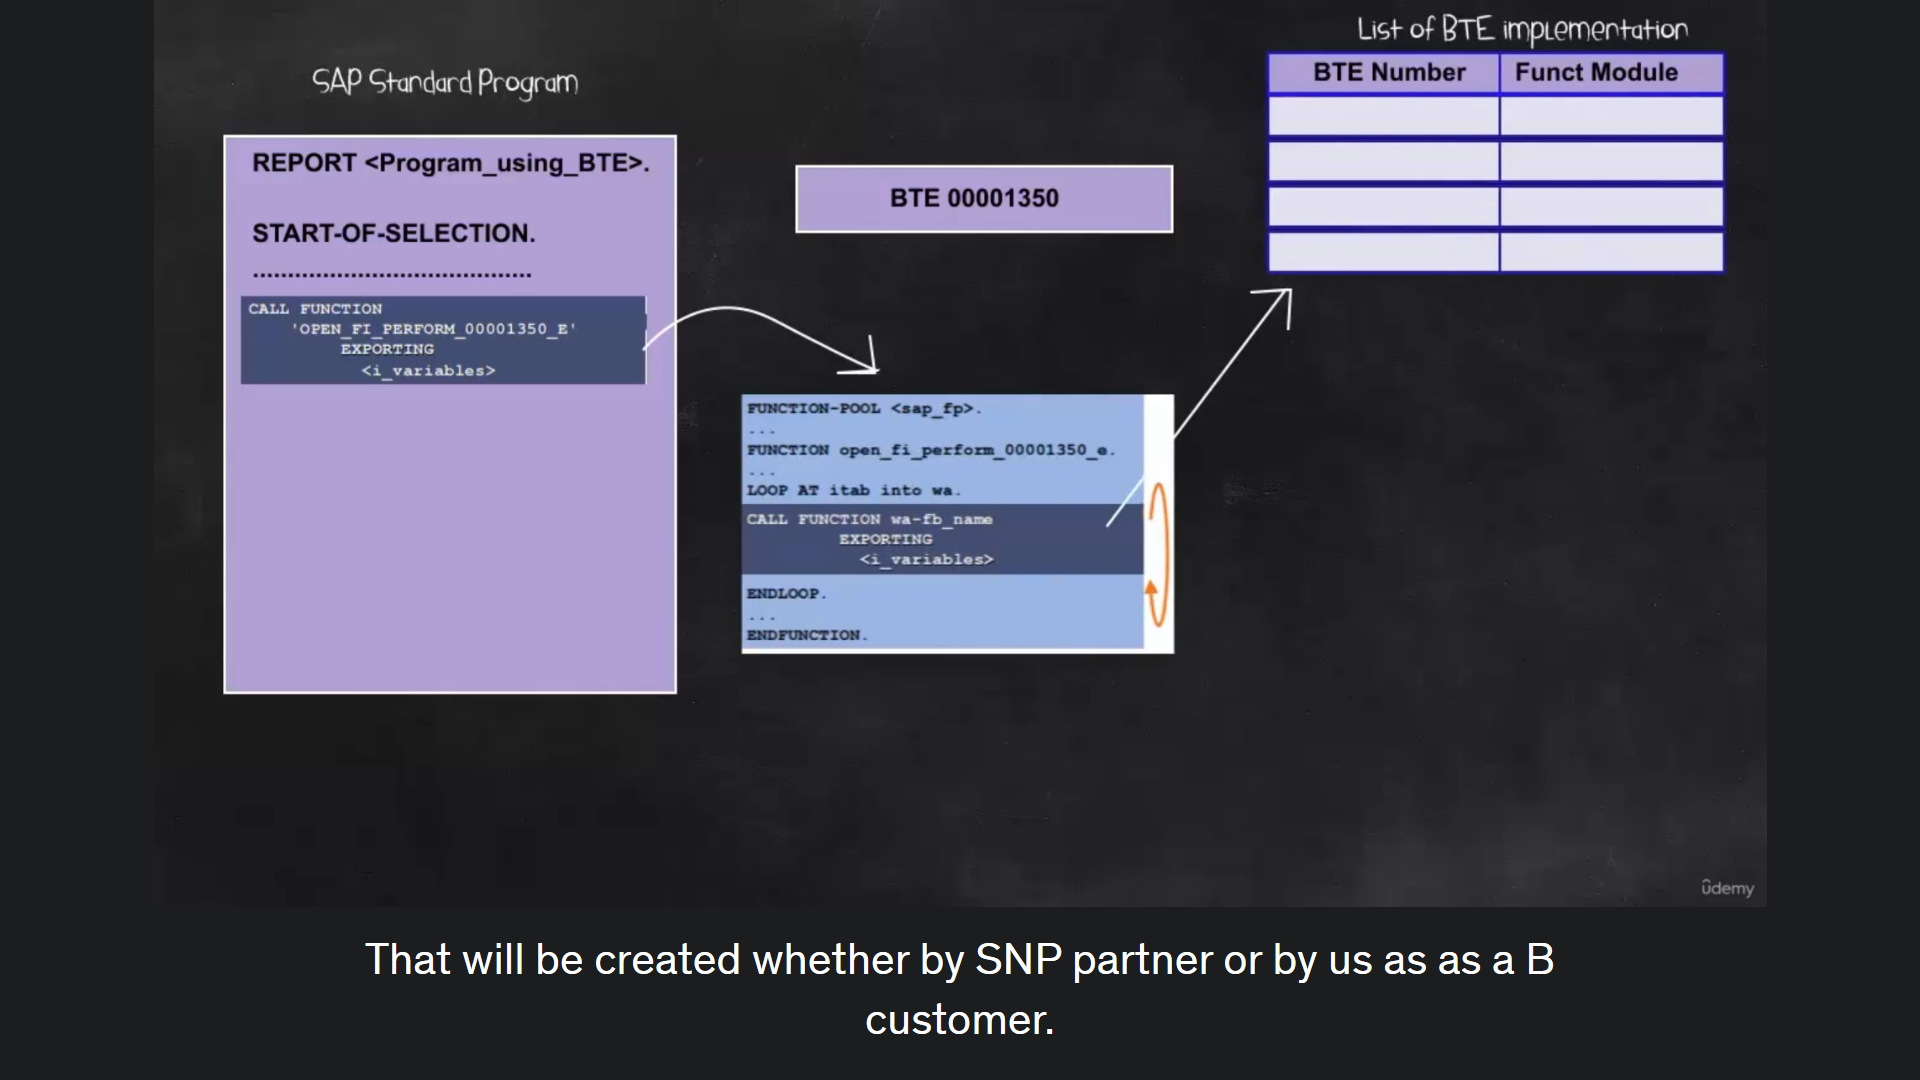 SAP Standard Program
REPORT <Program_using_BTE>.
START-OF-SELECTION.
........................................
CALL FUNCTION
'OPEN_FI_PERFORM_00001350_E'
EXPORTING
<i_variables>
BTE 00001350
FUNCTION-POOL <sap_fp>.
...
FUNCTION open_fi_perform_00001350_e.
...
LOOP AT itab into wa.
CALL FUNCTION wa-fb_name
EXPORTING
<i_variables>
ENDLOOP.
...
ENDFUNCTION.
List of BTE implementation
BTE Number Funct Module
ûdemy
That will be created whether by SNP partner or by us as as a B
customer.